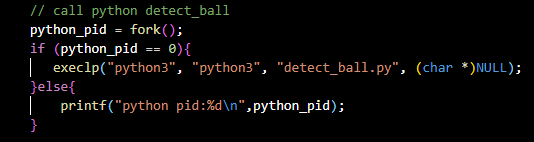 // call python detect_ball
python_pid = fork();
if (python_pid == 0){
execlp("python3", "python3", "detect_ball.py", (char *)NULL);
}else{
printf("python pid:%d\n",python_pid);
}